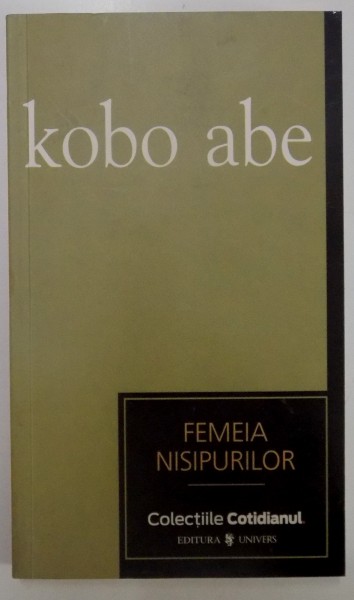 kobo abe
FEMEIA
NISIPURILOR
Colecțiile Cotidianul
EDITURA UNIVERS